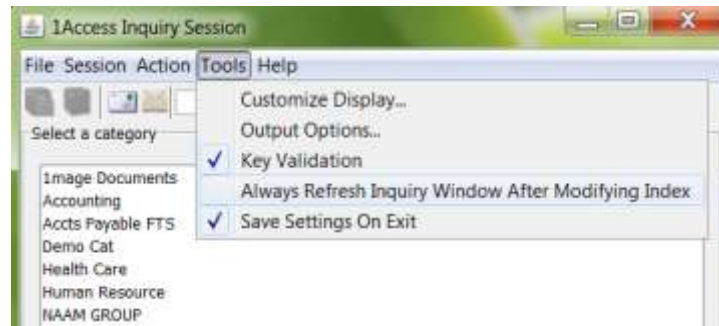 1Access Inquiry Session
File Session Action Tools Help
Customize Display...
Output Options...
Key Validation
Always Refresh Inquiry Window After Modifying Index
Save Settings On Exit
Select a category
1mage Documents
Accounting
Accts Payable FTS
Demo Cat
Health Care
Human Resource
NAAM GROUP